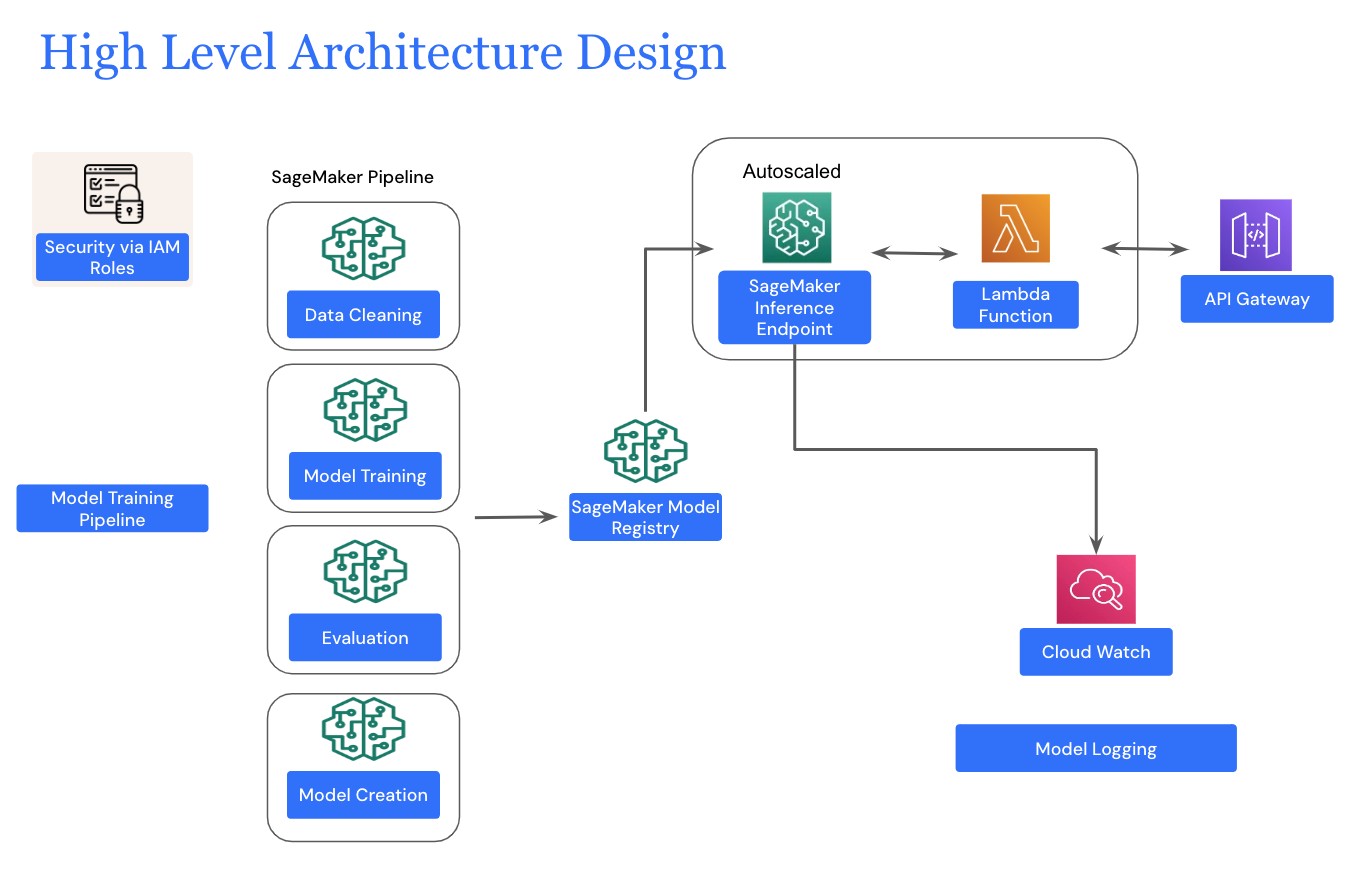 High Level Architecture Design
Security via IAM
Roles
SageMaker Pipeline
Data Cleaning
Model Training
Evaluation
Model Creation
Model Training
Pipeline
SageMaker Model
Registry
Autoscaled
SageMaker
Inference
Endpoint
Lambda
Function
API Gateway
Cloud Watch
Model Logging